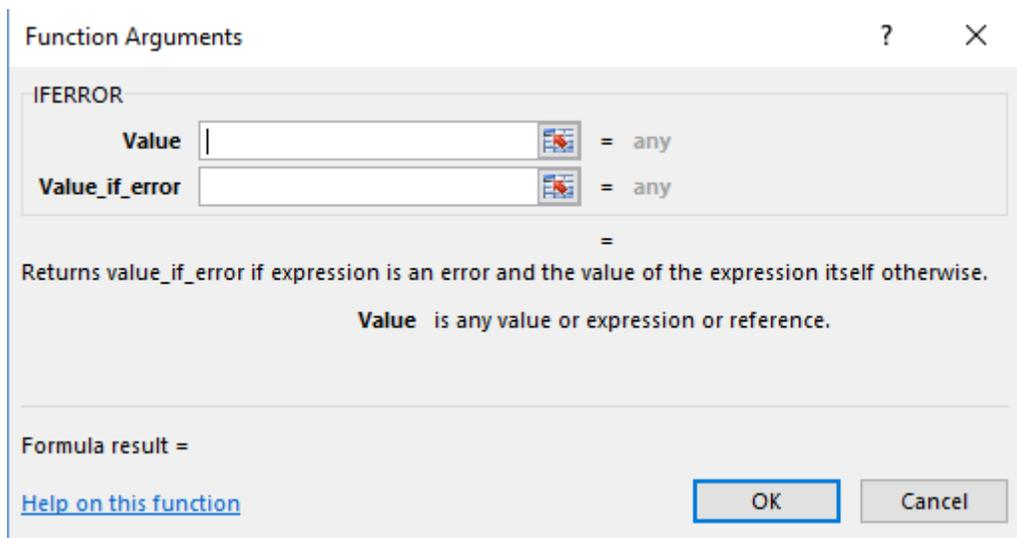 Function Arguments ? ×
IFERROR
Value = any
Value_if_error = any
=
Returns value_if_error if expression is an error and the value of the expression itself otherwise.
Value is any value or expression or reference.
Formula result =
Help on this function OK Cancel